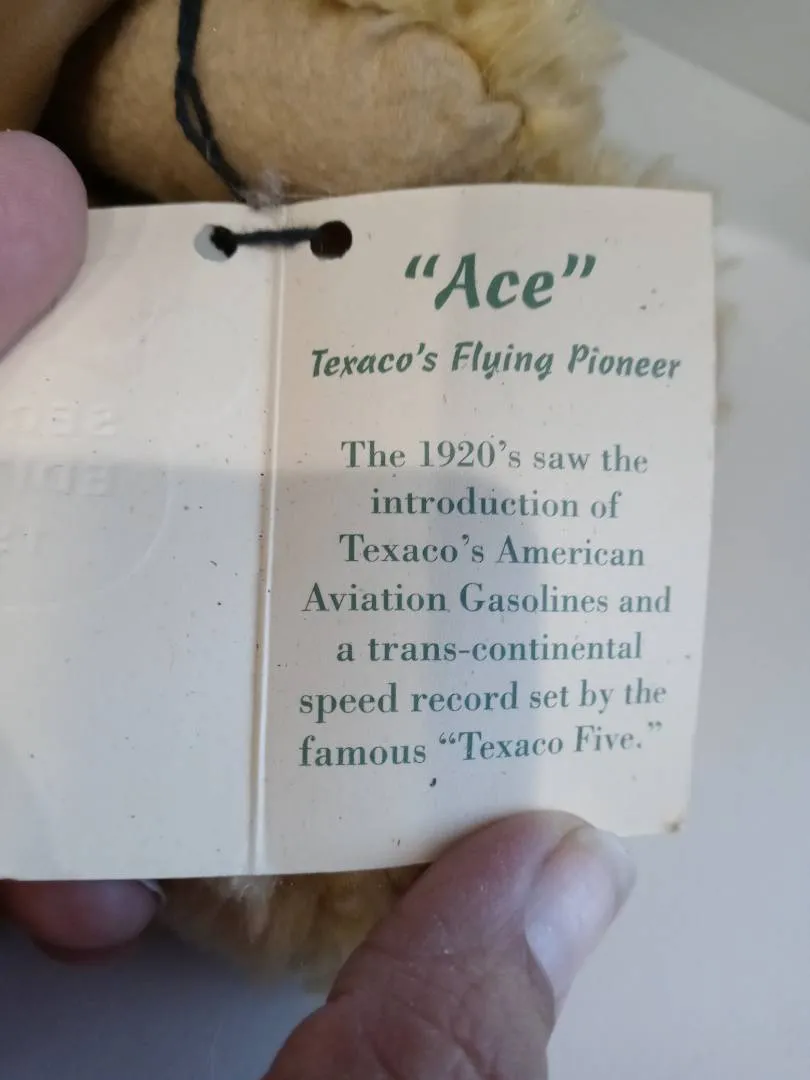 "Ace"
Texaco's Flying Pioneer
The 1920's saw the
introduction of
Texaco's American
Aviation Gasolines and
a trans-continental
speed record set by the
famous "Texaco Five."